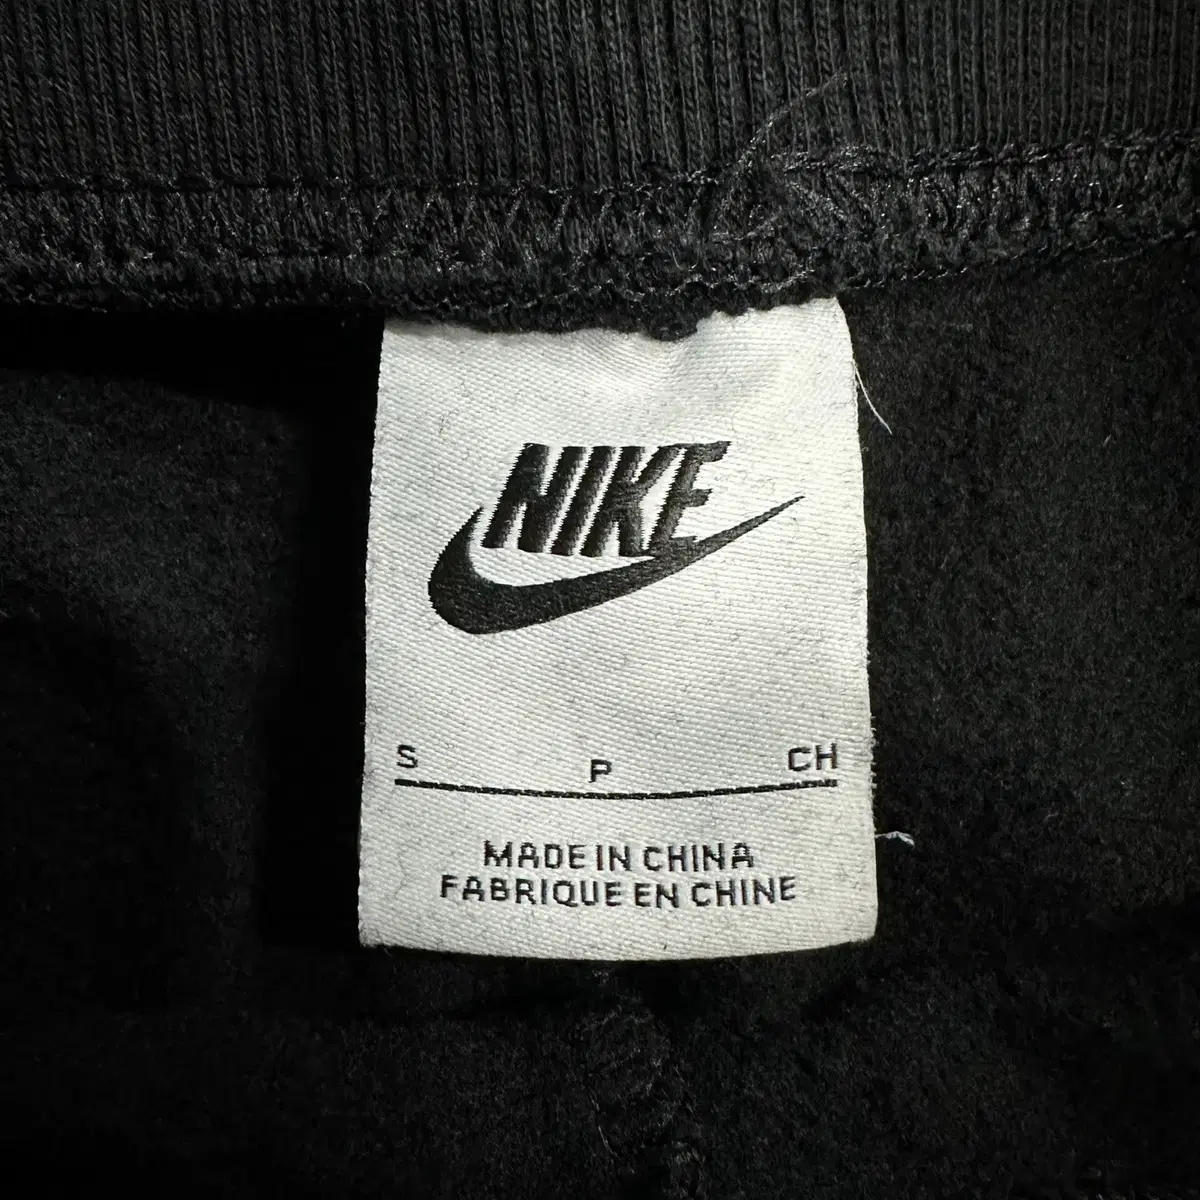 NIKE
S P CH
MADE IN CHINA
FABRIQUE EN CHINE